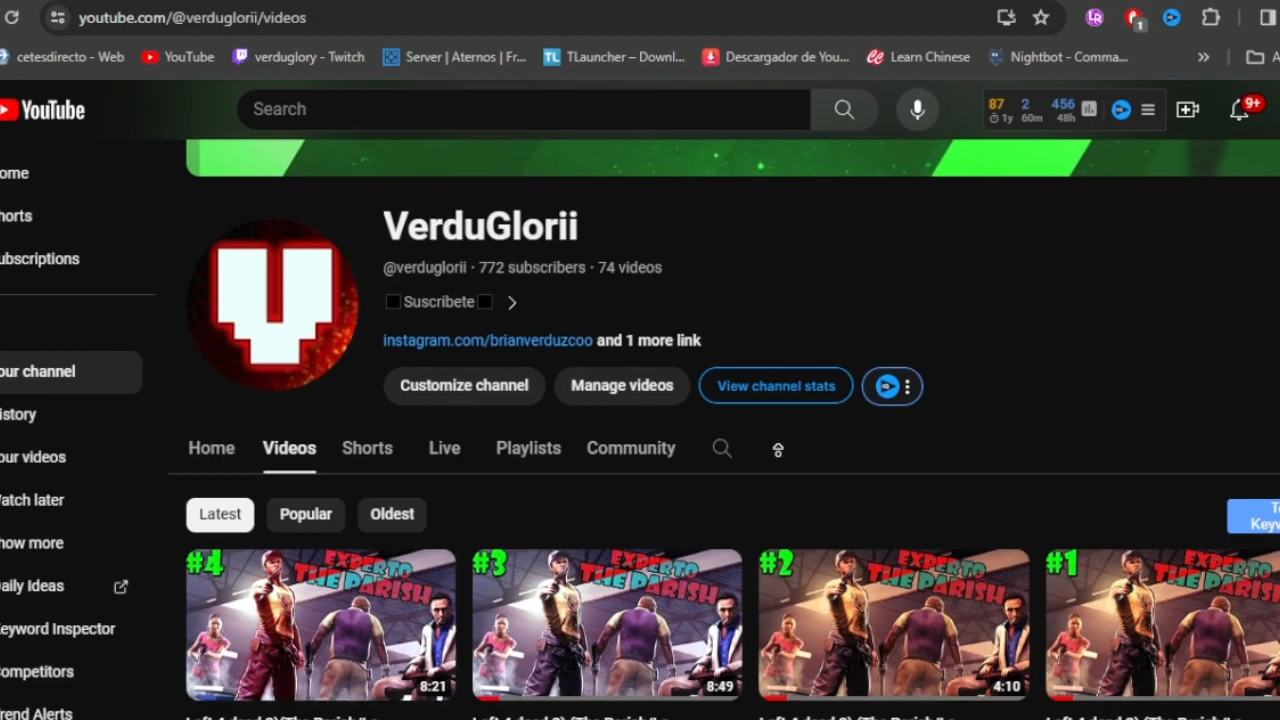 youtube.com/@verduglorii/videos
1
cetesdirecto - Web
YouTube
verduglory - Twitch
Server | Aternos | Fr...
TL
TLauncher – Downl...
Descargador de You...
Learn Chinese
Nightbot - Comma...
YouTube
Search
87 2 456
1y 60m 48h
9+
ome
horts
ubscriptions
our channel
istory
our videos
atch later
how more
aily Ideas
eyword Inspector
ompetitors
rend Alerts
V
VerduGlorii
@verduglorii · 772 subscribers · 74 videos
Suscribete
instagram.com/brianverduzcoo and 1 more link
Customize channel
Manage videos
View channel stats
Home
Videos
Shorts
Live
Playlists
Community
Latest
Popular
Oldest
Keyw
#4 EXPERTO
THE PARISH
8:21
#3 EXPERTO
THE PARISH
8:49
#2 EXPERTO
THE PARISH
4:10
#1 EXPERTO
THE PARISH